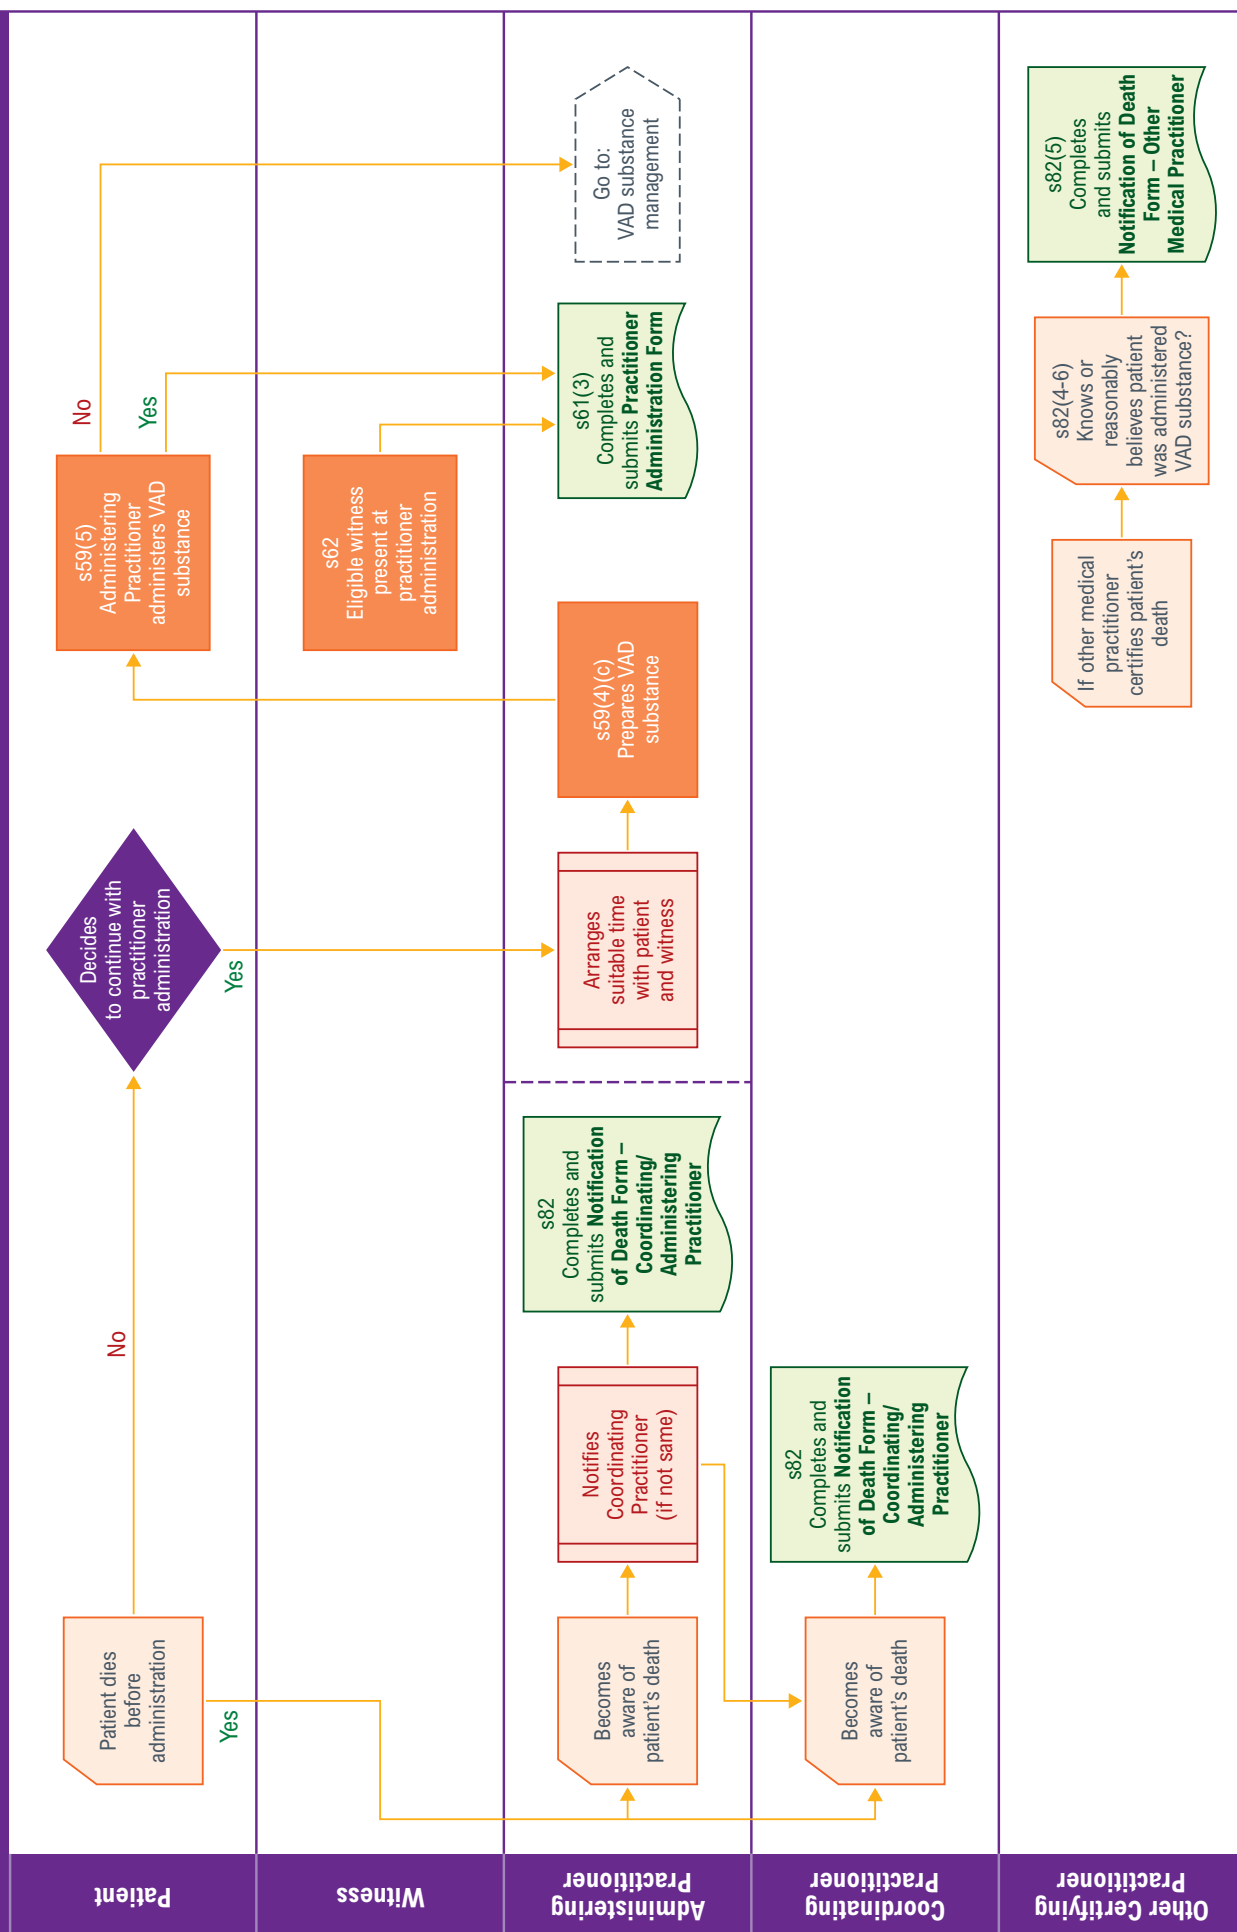 Patient
Patient dies
before
administration
No
Yes
Decides
to continue with
practitioner
administration
Yes
s59(5)
Administering
Practitioner
administers VAD
substance
No
Yes
Witness
s62
Eligible witness
present at
practitioner
administration
Administering
Practitioner
Becomes
aware of
patient’s death
Notifies
Coordinating
Practitioner
(if not same)
s82
Completes and
submits Notification
of Death Form –
Coordinating/
Administering
Practitioner
Arranges
suitable time
with patient
and witness
s59(4)(c)
Prepares VAD
substance
s61(3)
Completes and
submits Practitioner
Administration Form
Go to:
VAD substance
management
Coordinating
Practitioner
Becomes
aware of
patient’s death
s82
Completes and
submits Notification
of Death Form –
Coordinating/
Administering
Practitioner
Other Certifying
Practitioner
If other medical
practitioner
certifies patient’s
death
s82(4-6)
Knows or
reasonably
believes patient
was administered
VAD substance?
s82(5)
Completes
and submits
Notification of Death
Form – Other
Medical Practitioner